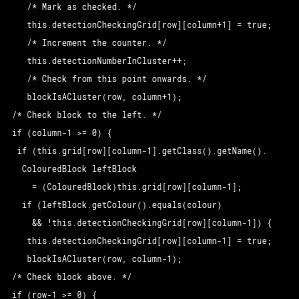 /* Mark as checked. */
this.detectionCheckingGrid[row][column+1] = true;
/* Increment the counter. */
this.detectionNumberInCluster++;
/* Check from this point onwards. */
blockIsACluster(row, column+1);
/* Check block to the left. */
if (column-1 >= 0) {
if (this.grid[row][column-1].getClass().getName().
ColouredBlock leftBlock
= (ColouredBlock)this.grid[row][column-1];
if (leftBlock.getColour().equals(colour)
&& !this.detectionCheckingGrid[row][column-1]) {
this.detectionCheckingGrid[row][column-1] = true;
blockIsACluster(row, column-1);
/* Check block above. */
if (row-1 >= 0) {